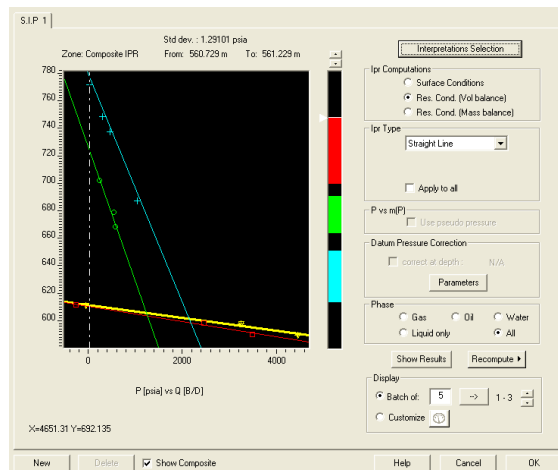 S.I.P 1
Std dev. : 1.29101 psia
Zone: Composite IPR From: 560.729 m To: 561.229 m
780
760
740
720
700
680
660
640
620
600
0
2000
4000
P [psia] vs Q [B/D]
X=4651.31 Y=692.135
Interpretations Selection
Ipr Computations
Surface Conditions
Res. Cond. (Vol balance)
Res. Cond. (Mass balance)
Ipr Type
Straight Line
Apply to all
P vs m(P)
Use pseudo pressure
Datum Pressure Correction
correct at depth : N/A
Parameters
Phase
Gas Oil Water
Liquid only All
Show Results Recompute
Display
Batch of: 5 --> 1 - 3
Customize
New Delete Show Composite Help Cancel OK